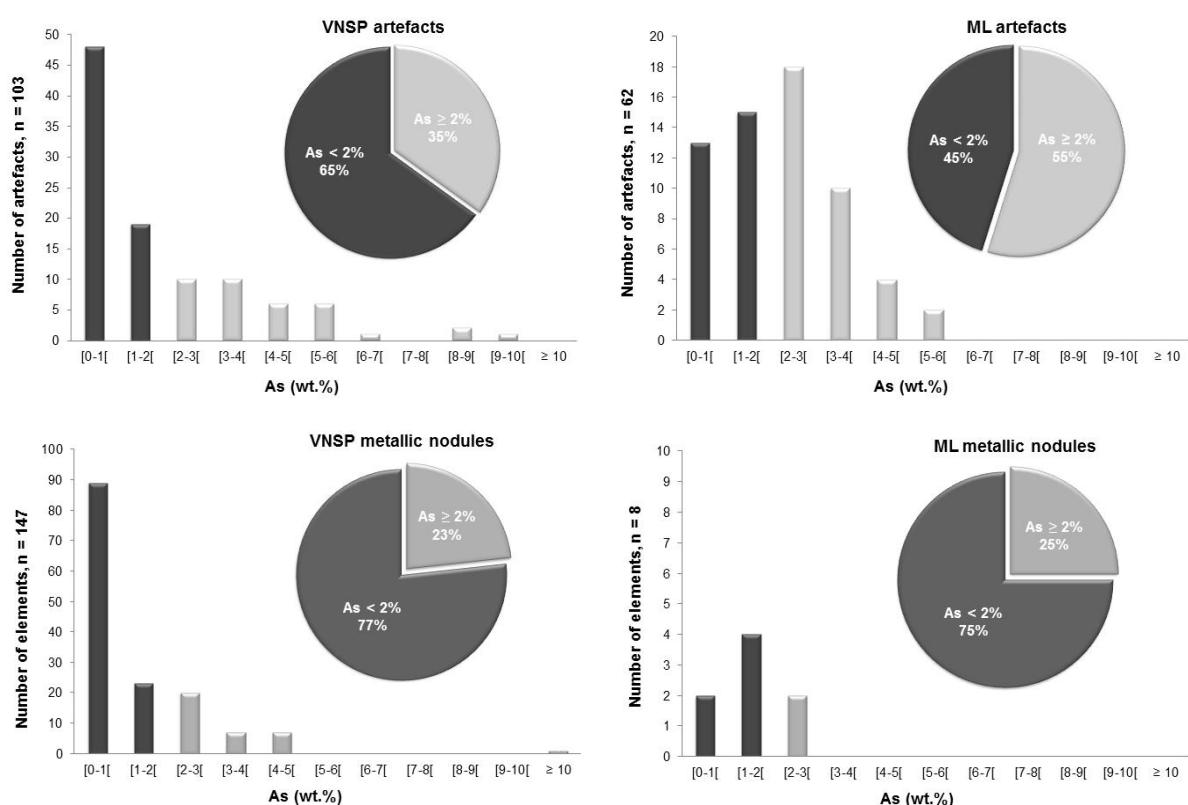 VNSP artefacts
Number of artefacts, n = 103
50
45
40
35
30
25
20
15
10
5
0
As ≥ 2%
35%
As < 2%
65%
[0-1[ [1-2[ [2-3[ [3-4[ [4-5[ [5-6[ [6-7[ [7-8[ [8-9[ [9-10[ ≥ 10
As (wt.%)
ML artefacts
Number of artefacts, n = 62
20
18
16
14
12
10
8
6
4
2
0
As < 2%
45%
As ≥ 2%
55%
[0-1[ [1-2[ [2-3[ [3-4[ [4-5[ [5-6[ [6-7[ [7-8[ [8-9[ [9-10[ ≥ 10
As (wt.%)
VNSP metallic nodules
Number of elements, n = 147
100
90
80
70
60
50
40
30
20
10
0
As ≥ 2%
23%
As < 2%
77%
[0-1[ [1-2[ [2-3[ [3-4[ [4-5[ [5-6[ [6-7[ [7-8[ [8-9[ [9-10[ ≥ 10
As (wt.%)
ML metallic nodules
Number of elements, n = 8
10
9
8
7
6
5
4
3
2
1
0
As ≥ 2%
25%
As < 2%
75%
[0-1[ [1-2[ [2-3[ [3-4[ [4-5[ [5-6[ [6-7[ [7-8[ [8-9[ [9-10[ ≥ 10
As (wt.%)